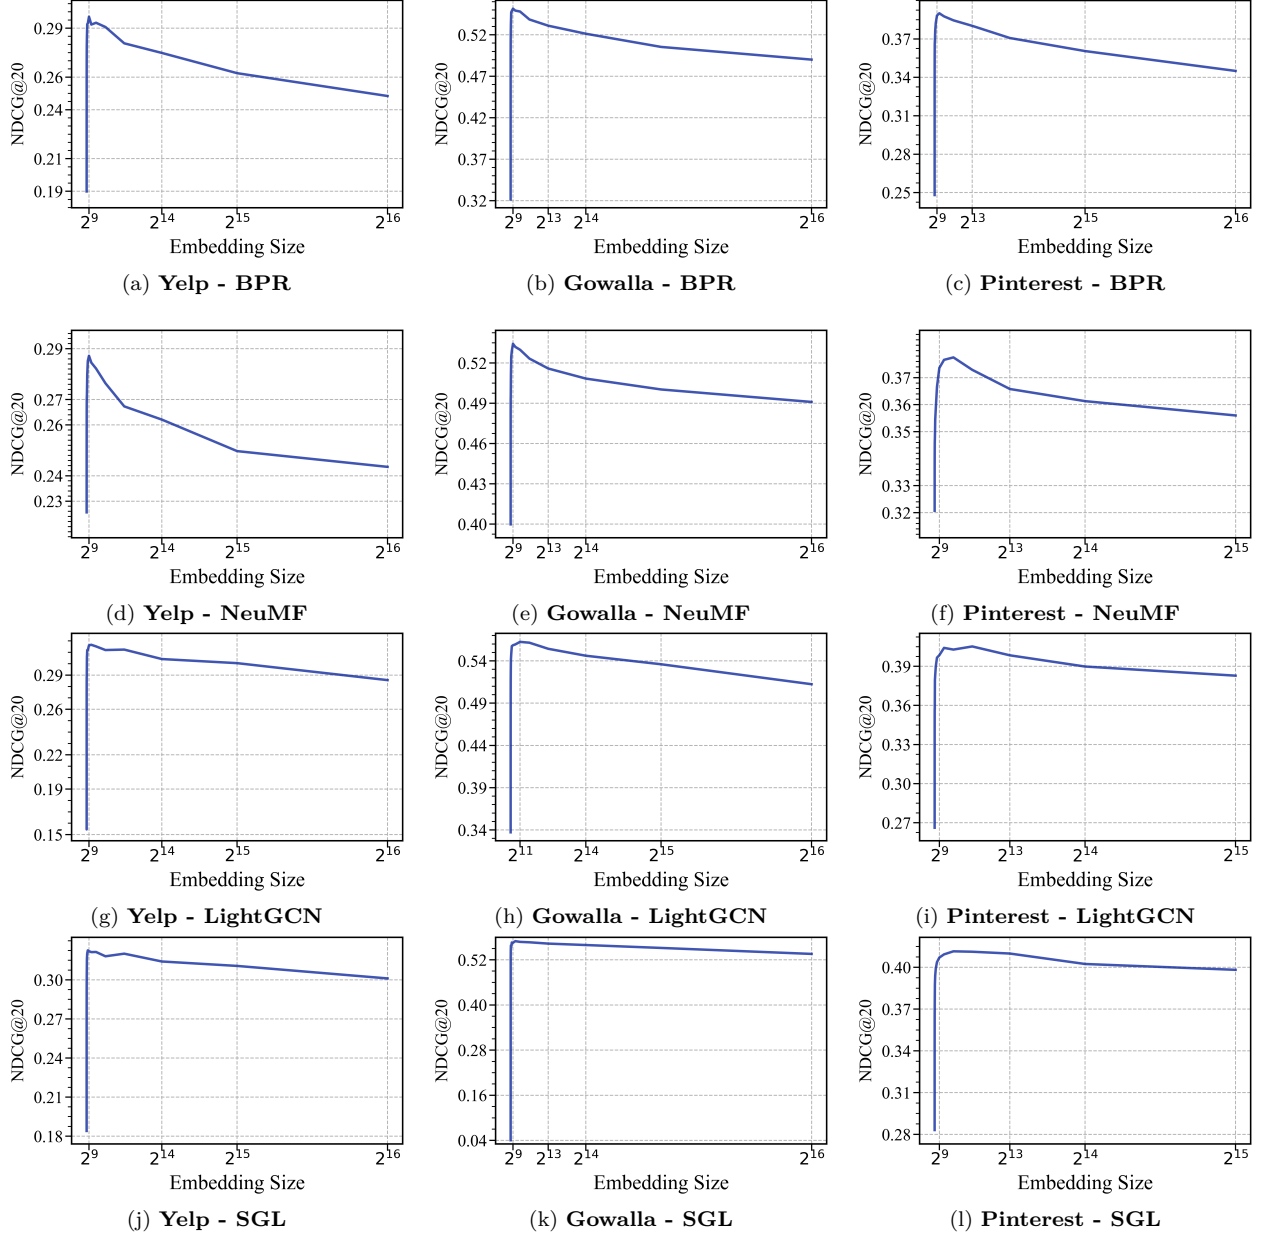 NDCG@20
0.29
0.26
0.24
0.21
0.19
2^9 2^14 2^15 2^16
Embedding Size
(a) Yelp - BPR
NDCG@20
0.52
0.47
0.42
0.37
0.32
2^9 2^13 2^14 2^16
Embedding Size
(b) Gowalla - BPR
NDCG@20
0.37
0.34
0.31
0.28
0.25
2^9 2^13 2^15 2^16
Embedding Size
(c) Pinterest - BPR
NDCG@20
0.29
0.27
0.26
0.24
0.23
2^9 2^14 2^15 2^16
Embedding Size
(d) Yelp - NeuMF
NDCG@20
0.52
0.49
0.46
0.43
0.40
2^9 2^13 2^14 2^16
Embedding Size
(e) Gowalla - NeuMF
NDCG@20
0.37
0.36
0.35
0.33
0.32
2^9 2^13 2^14 2^15
Embedding Size
(f) Pinterest - NeuMF
NDCG@20
0.29
0.26
0.22
0.19
0.15
2^9 2^14 2^15 2^16
Embedding Size
(g) Yelp - LightGCN
NDCG@20
0.54
0.49
0.44
0.39
0.34
2^11 2^14 2^15 2^16
Embedding Size
(h) Gowalla - LightGCN
NDCG@20
0.39
0.36
0.33
0.30
0.27
2^9 2^13 2^14 2^15
Embedding Size
(i) Pinterest - LightGCN
NDCG@20
0.30
0.27
0.24
0.21
0.18
2^9 2^14 2^15 2^16
Embedding Size
(j) Yelp - SGL
NDCG@20
0.52
0.40
0.28
0.16
0.04
2^9 2^13 2^14 2^16
Embedding Size
(k) Gowalla - SGL
NDCG@20
0.40
0.37
0.34
0.31
0.28
2^9 2^13 2^14 2^15
Embedding Size
(l) Pinterest - SGL